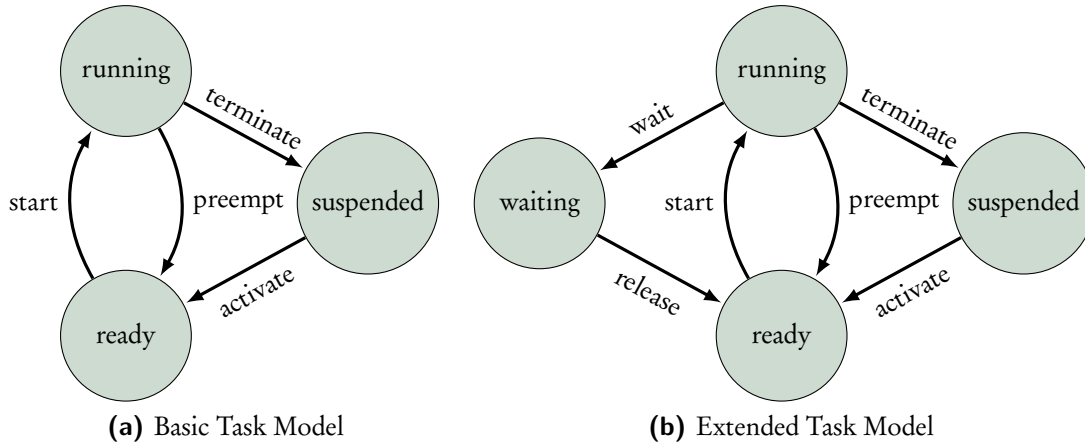 running
terminate
start
preempt
suspended
activate
ready
(a) Basic Task Model
running
wait
terminate
waiting
start
preempt
suspended
release
activate
ready
(b) Extended Task Model